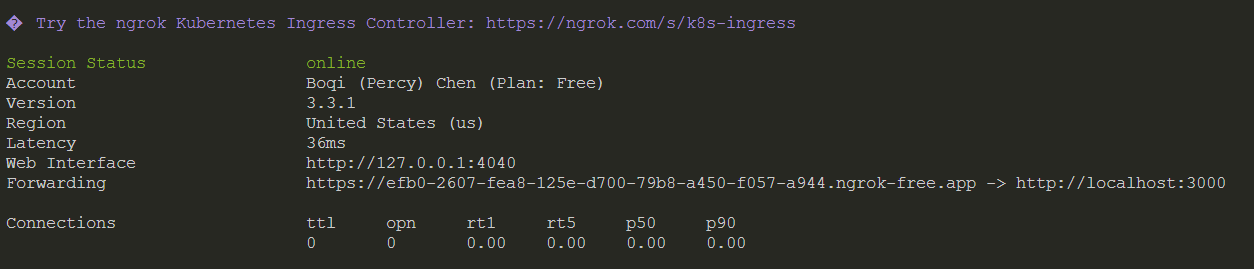 � Try the ngrok Kubernetes Ingress Controller: https://ngrok.com/s/k8s-ingress
Session Status online
Account Boqi (Percy) Chen (Plan: Free)
Version 3.3.1
Region United States (us)
Latency 36ms
Web Interface http://127.0.0.1:4040
Forwarding https://efb0-2607-fea8-125e-d700-79b8-a450-f057-a944.ngrok-free.app -> http://localhost:3000
Connections ttl opn rt1 rt5 p50 p90
0 0 0.00 0.00 0.00 0.00